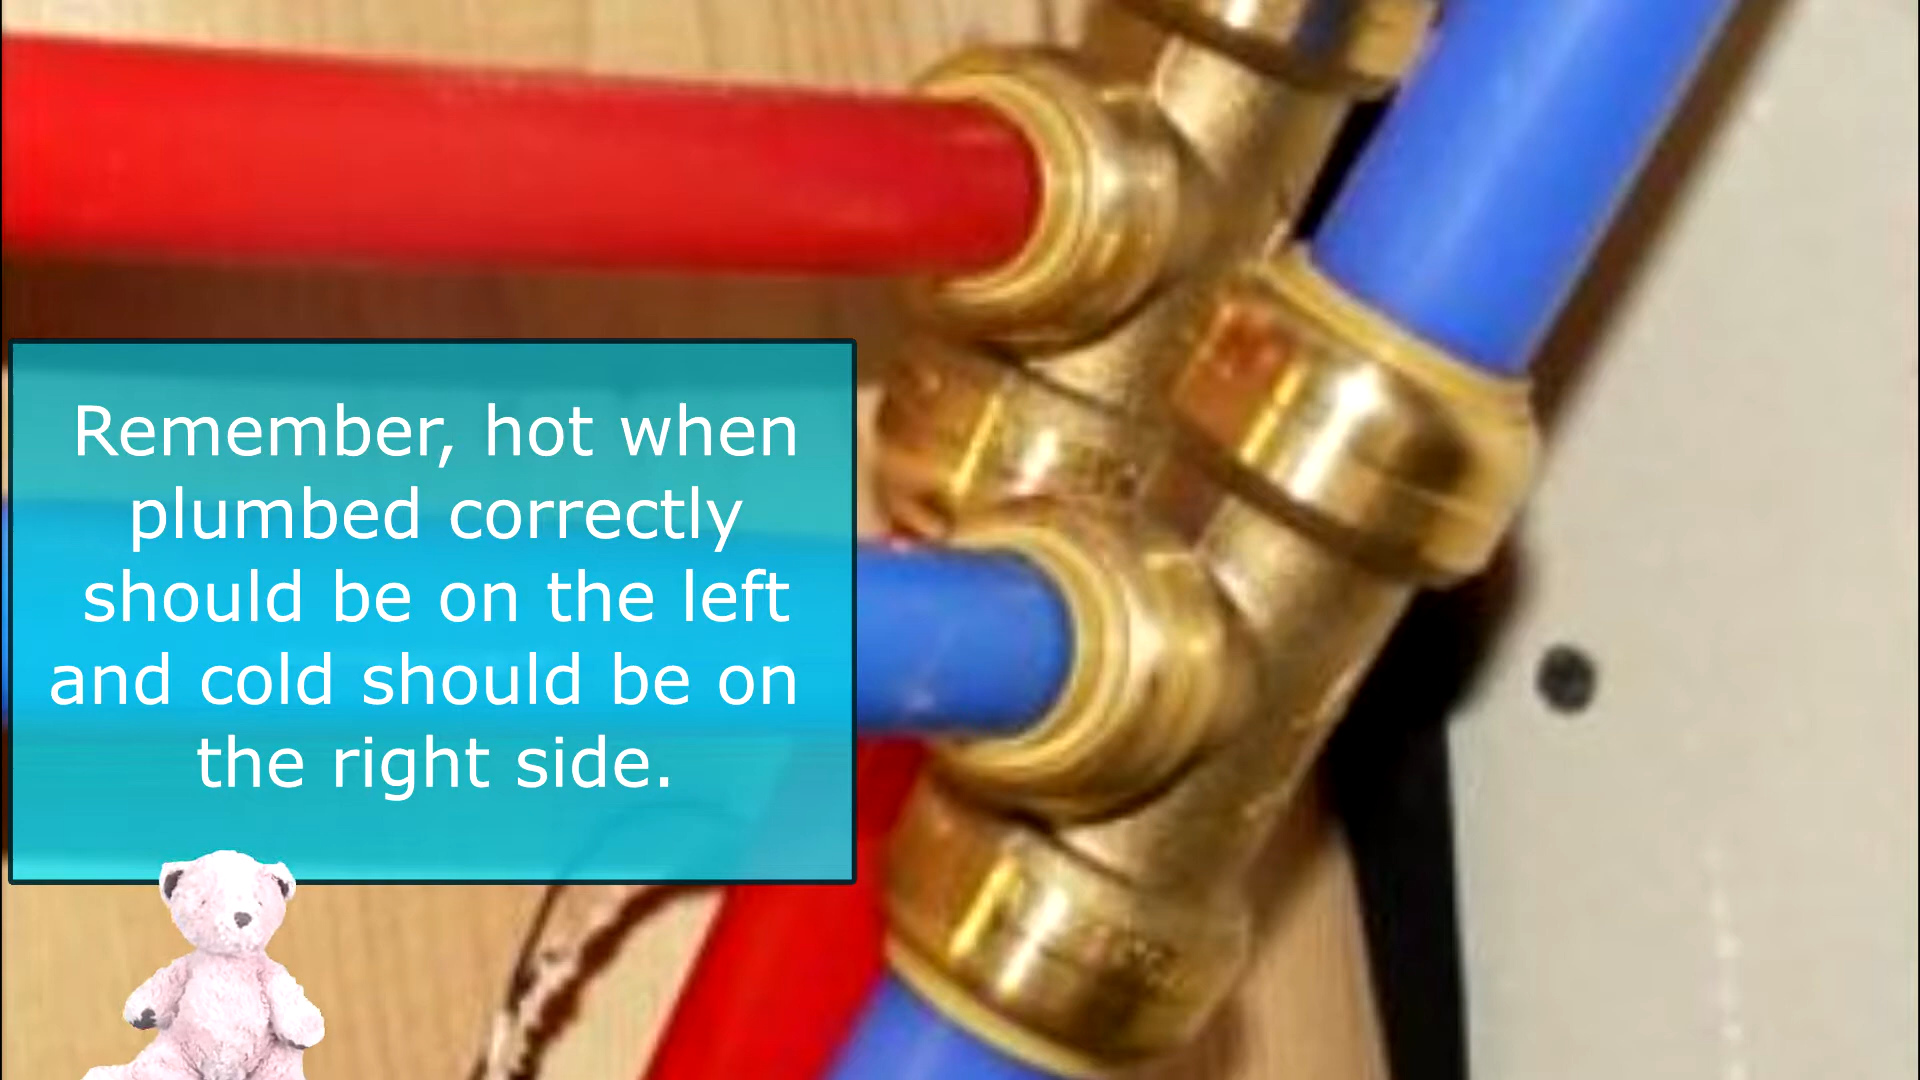 Remember, hot when
plumbed correctly
should be on the left
and cold should be on
the right side.